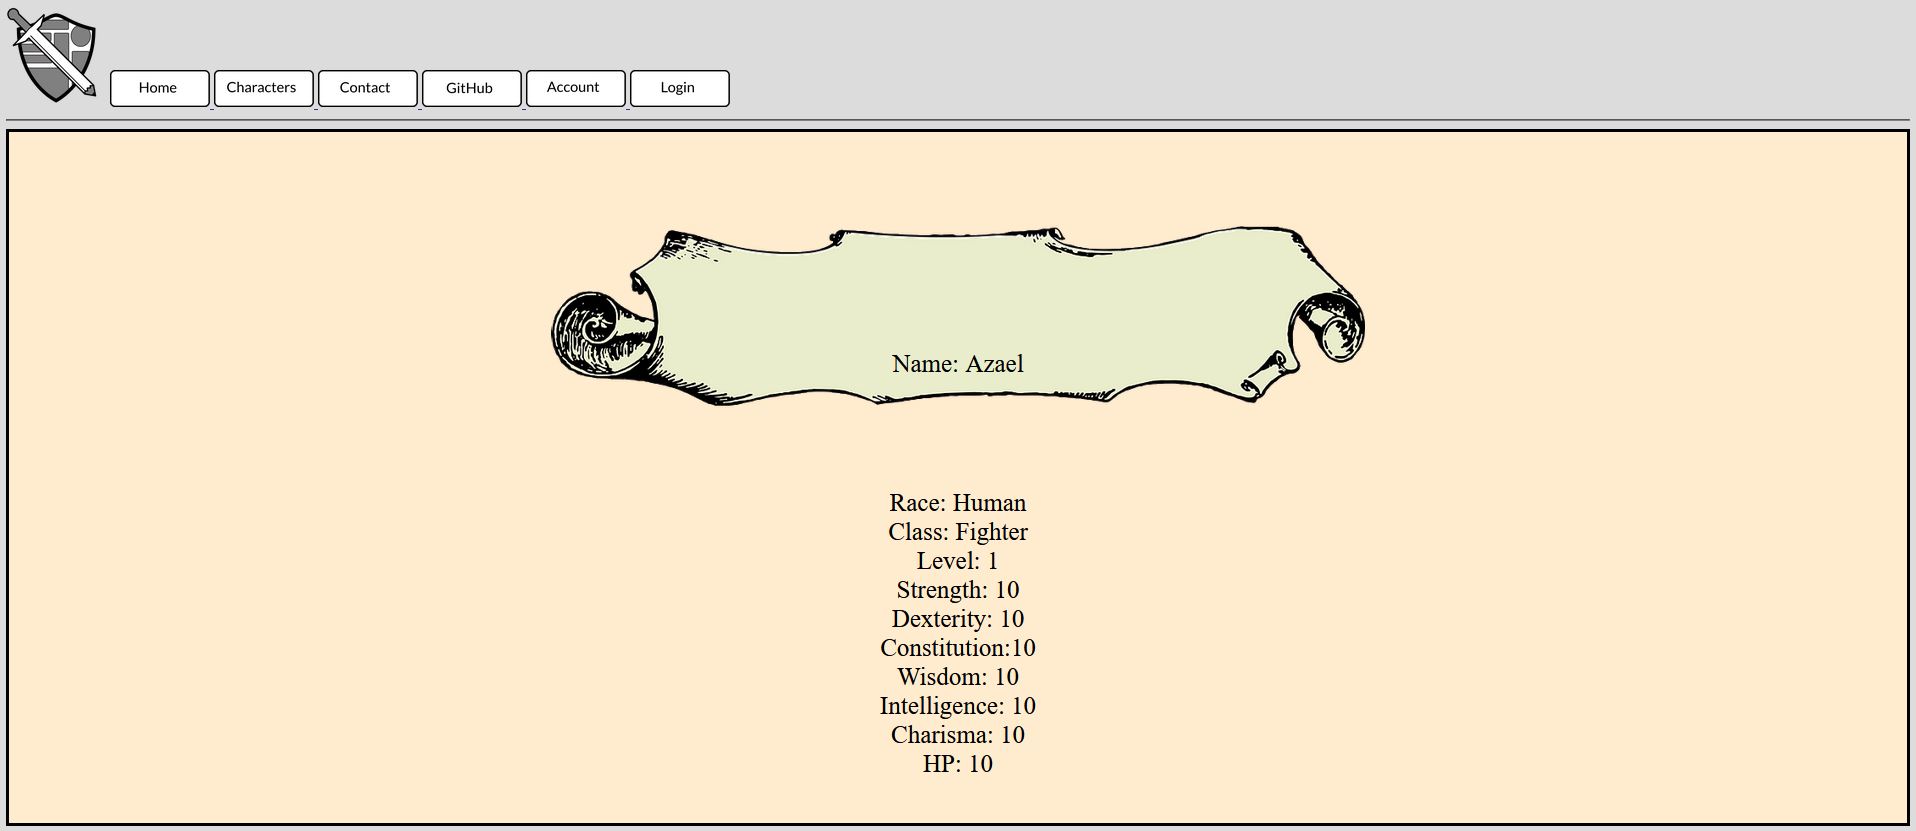 Home Characters Contact GitHub Account Login
Name: Azael
Race: Human
Class: Fighter
Level: 1
Strength: 10
Dexterity: 10
Constitution:10
Wisdom: 10
Intelligence: 10
Charisma: 10
HP: 10